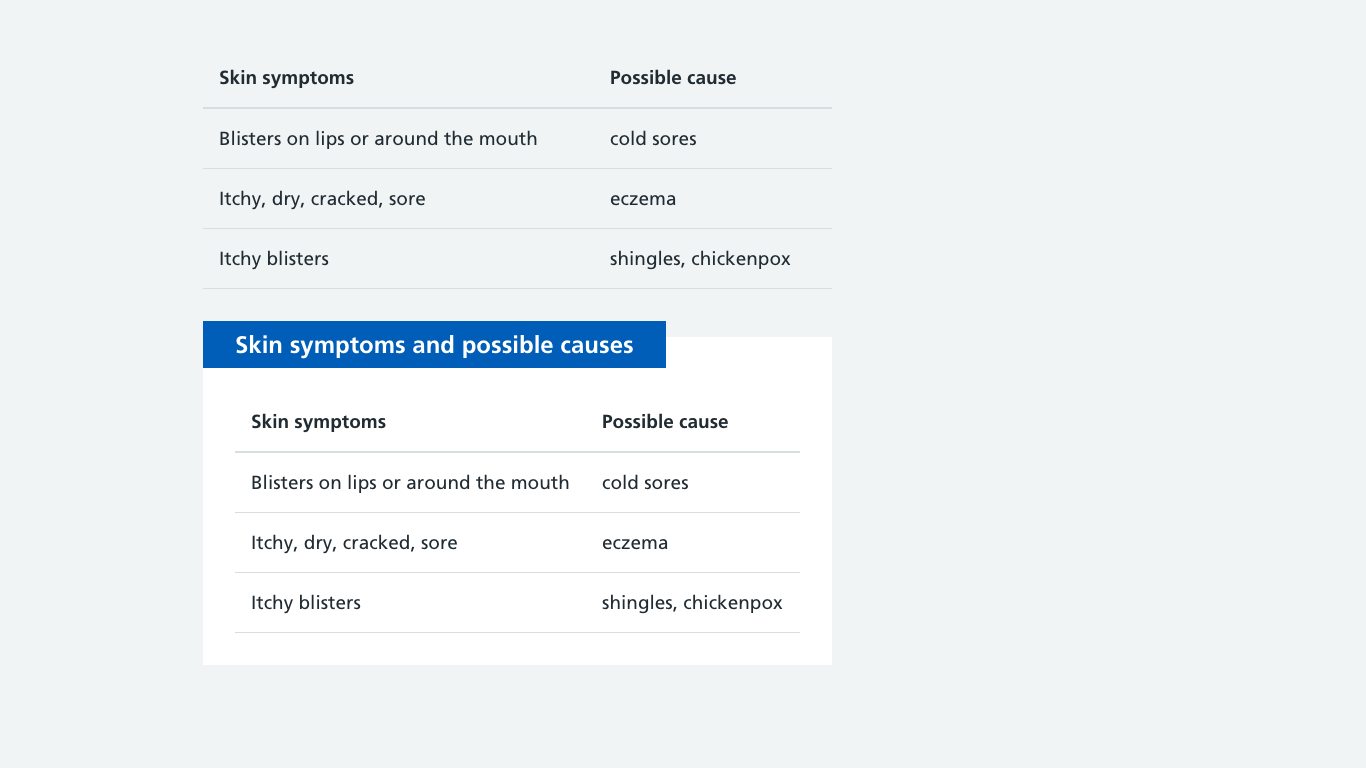 Skin symptoms Possible cause
Blisters on lips or around the mouth cold sores
Itchy, dry, cracked, sore eczema
Itchy blisters shingles, chickenpox
Skin symptoms and possible causes
Skin symptoms Possible cause
Blisters on lips or around the mouth cold sores
Itchy, dry, cracked, sore eczema
Itchy blisters shingles, chickenpox